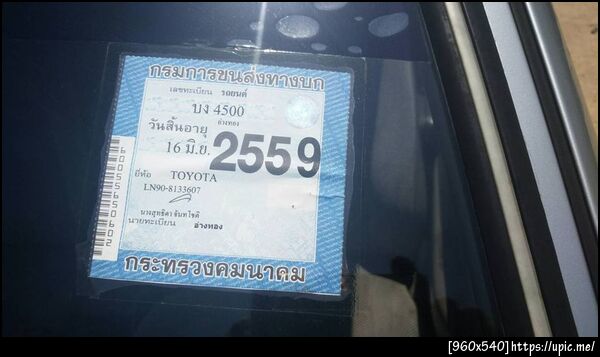 กรมการขนส่งทางบก
เลขทะเบียน รถยนต์
บง 4500
อ่างทอง
วันสิ้นอายุ
16 มิ.ย. 2559
ยี่ห้อ TOYOTA
LN90-8133607
นายทะเบียน อ่างทอง
กระทรวงคมนาคม
[960x540]https://upic.me/